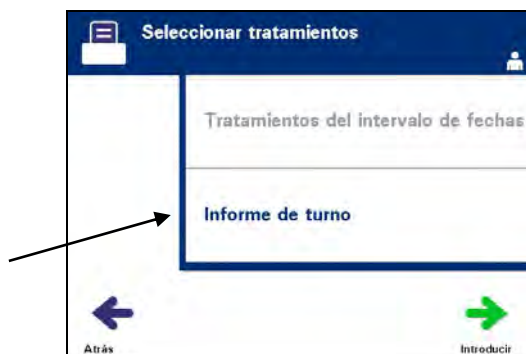 Seleccionar tratamientos
Tratamientos del intervalo de fechas
Informe de turno
Atrás
Introducir